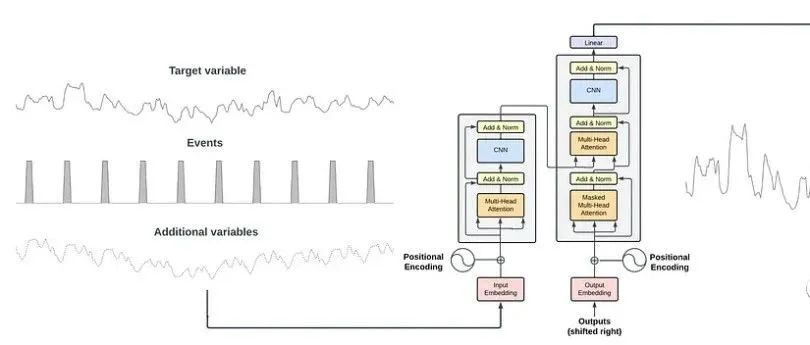 Target variable
Events
Additional variables
Add & Norm
CNN
Add & Norm
Multi-Head
Attention
Positional
Encoding
Input
Embedding
Linear
Add & Norm
CNN
Add & Norm
Multi-Head
Attention
Add & Norm
Masked
Multi-Head
Attention
Positional
Encoding
Output
Embedding
Outputs
(shifted right)